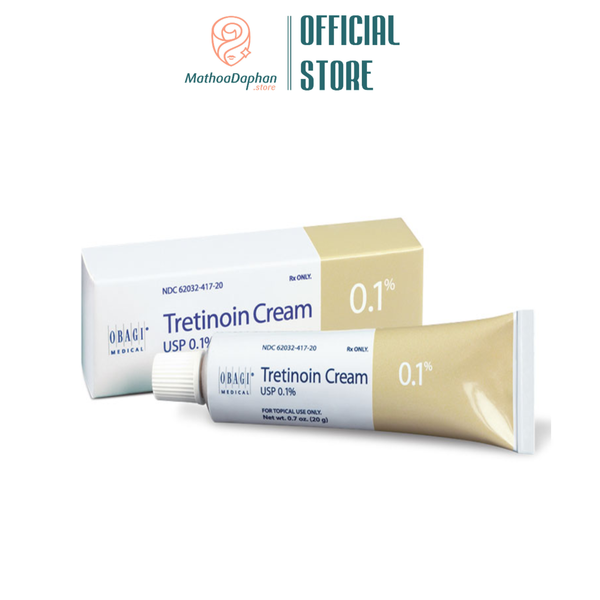 MathoaDaphan
.store
OFFICIAL
STORE
NDC 62032-417-20
Rx ONLY.
OBAGI
MEDICAL
Tretinoin Cream
USP 0.1%
0.1%
NDC 62032-417-20
Rx ONLY.
OBAGI
MEDICAL
Tretinoin Cream
USP 0.1%
0.1%
FOR TOPICAL USE ONLY.
Net wt. 0.7 oz. (20 g)